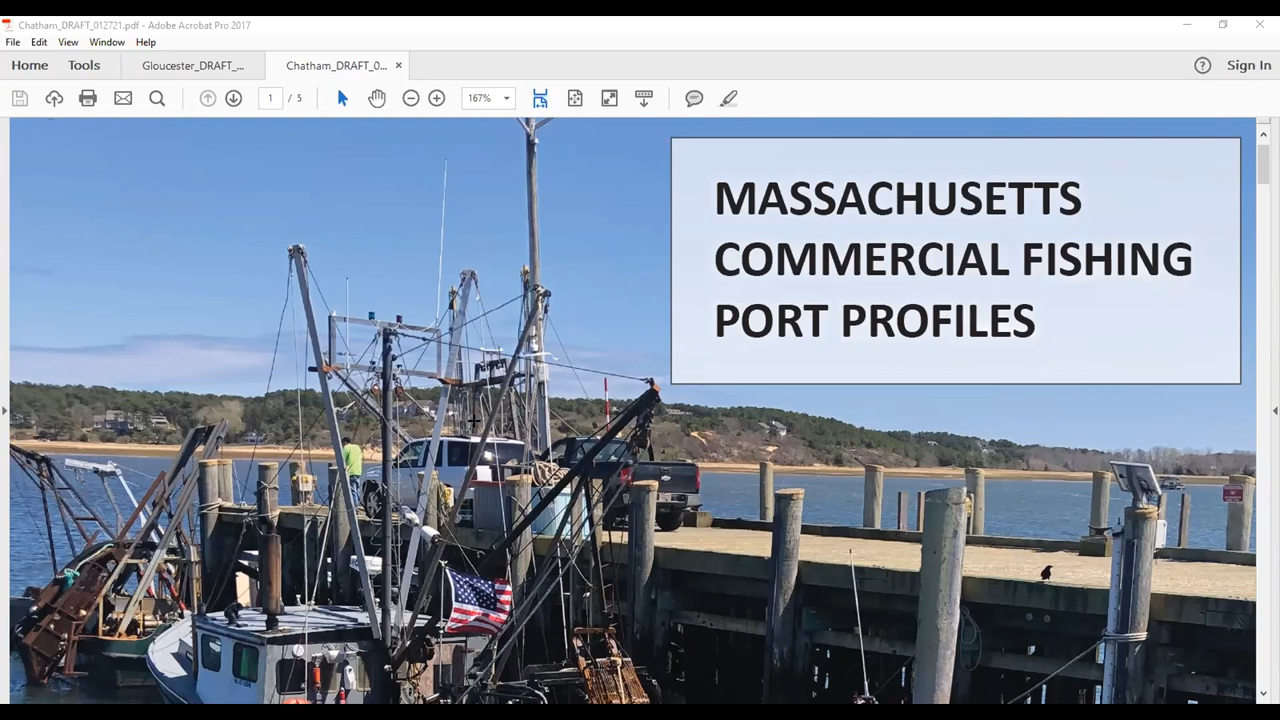 Chatham_DRAFT_012721.pdf - Adobe Acrobat Pro 2017
File Edit View Window Help
Home Tools Gloucester_DRAFT_... Chatham_DRAFT_0... Sign In
1 / 5 167%
MASSACHUSETTS
COMMERCIAL FISHING
PORT PROFILES